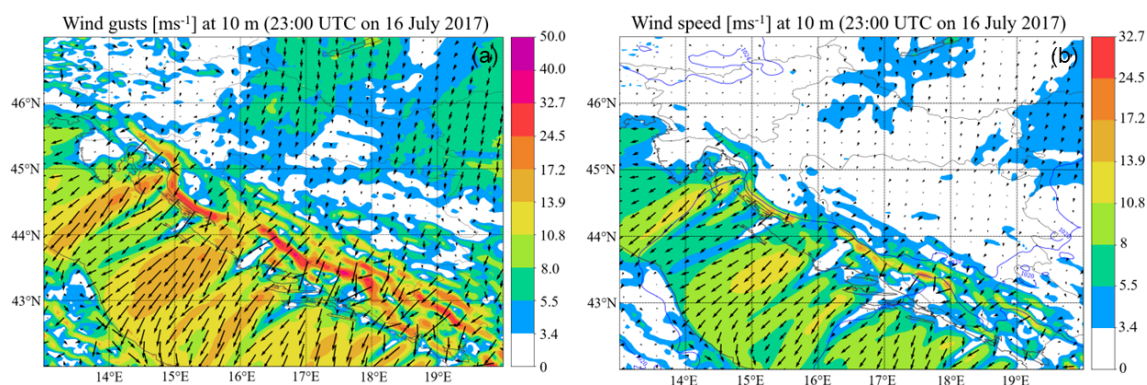 Wind gusts [ms⁻¹] at 10 m (23:00 UTC on 16 July 2017)
(a)
50.0
40.0
32.7
24.5
17.2
13.9
10.8
8.0
5.5
3.4
0
46°N
45°N
44°N
43°N
14°E 15°E 16°E 17°E 18°E 19°E
Wind speed [ms⁻¹] at 10 m (23:00 UTC on 16 July 2017)
(b)
32.7
24.5
17.2
13.9
10.8
8
5.5
3.4
0
46°N
45°N
44°N
43°N
1020
1020
13°E 14°E 15°E 16°E 17°E 18°E 19°E